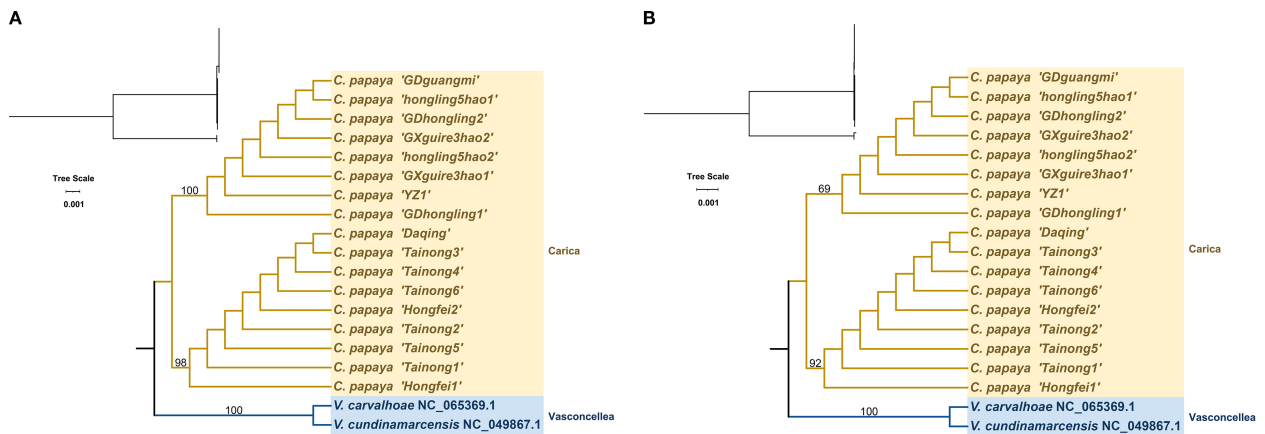 A
C. papaya 'GDguangmi'
C. papaya 'hongling5hao1'
C. papaya 'GDhongling2'
C. papaya 'GXguire3hao2'
C. papaya 'hongling5hao2'
C. papaya 'GXguire3hao1'
C. papaya 'YZ1'
C. papaya 'GDhongling1'
C. papaya 'Daqing'
C. papaya 'Tainong3'
C. papaya 'Tainong4'
C. papaya 'Tainong6'
C. papaya 'Hongfei2'
C. papaya 'Tainong2'
C. papaya 'Tainong5'
C. papaya 'Tainong1'
C. papaya 'Hongfei1'
V. carvalhoae NC_065369.1
V. cundinamarcensis NC_049867.1
Tree Scale
0.001
100
98
100
Carica
Vasconcellea
B
C. papaya 'GDguangmi'
C. papaya 'hongling5hao1'
C. papaya 'GDhongling2'
C. papaya 'GXguire3hao2'
C. papaya 'hongling5hao2'
C. papaya 'GXguire3hao1'
C. papaya 'YZ1'
C. papaya 'GDhongling1'
C. papaya 'Daqing'
C. papaya 'Tainong3'
C. papaya 'Tainong4'
C. papaya 'Tainong6'
C. papaya 'Hongfei2'
C. papaya 'Tainong2'
C. papaya 'Tainong5'
C. papaya 'Tainong1'
C. papaya 'Hongfei1'
V. carvalhoae NC_065369.1
V. cundinamarcensis NC_049867.1
Tree Scale
0.001
69
92
100
Carica
Vasconcellea